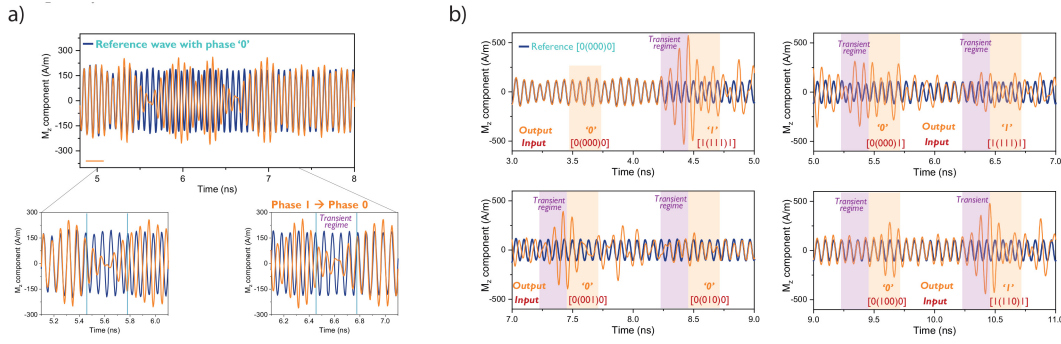 a)
Reference wave with phase ‘0’
300
150
0
-150
-300
M_z component (A/m)
5 6 7 8
Time (ns)
300
150
0
-150
-300
M_z component (A/m)
5.2 5.4 5.6 5.8 6.0
Time (ns)
Phase 1 → Phase 0
Transient
regime
300
150
0
-150
-300
M_z component (A/m)
6.2 6.4 6.6 6.8 7.0
Time (ns)
b)
Reference [0(000)0]
Transient
regime
500
0
-500
M_z component (A/m)
Output ‘0’ ‘1’
Input [0(000)0] [1(111)1]
3.0 3.5 4.0 4.5 5.0
Time (ns)
Transient
regime
Transient
regime
500
0
-500
M_z component (A/m)
‘0’ Output ‘1’
[0(000)1] Input [1(111)1]
5.0 5.5 6.0 6.5 7.0
Time (ns)
Transient
regime
Transient
regime
500
0
-500
M_z component (A/m)
Output ‘0’ ‘0’
Input [0(001)0] [0(010)0]
7.0 7.5 8.0 8.5 9.0
Time (ns)
Transient
regime
Transient
regime
500
0
-500
M_z component (A/m)
‘0’ Output ‘1’
[0(100)0] Input [1(110)1]
9.0 9.5 10.0 10.5 11.0
Time (ns)